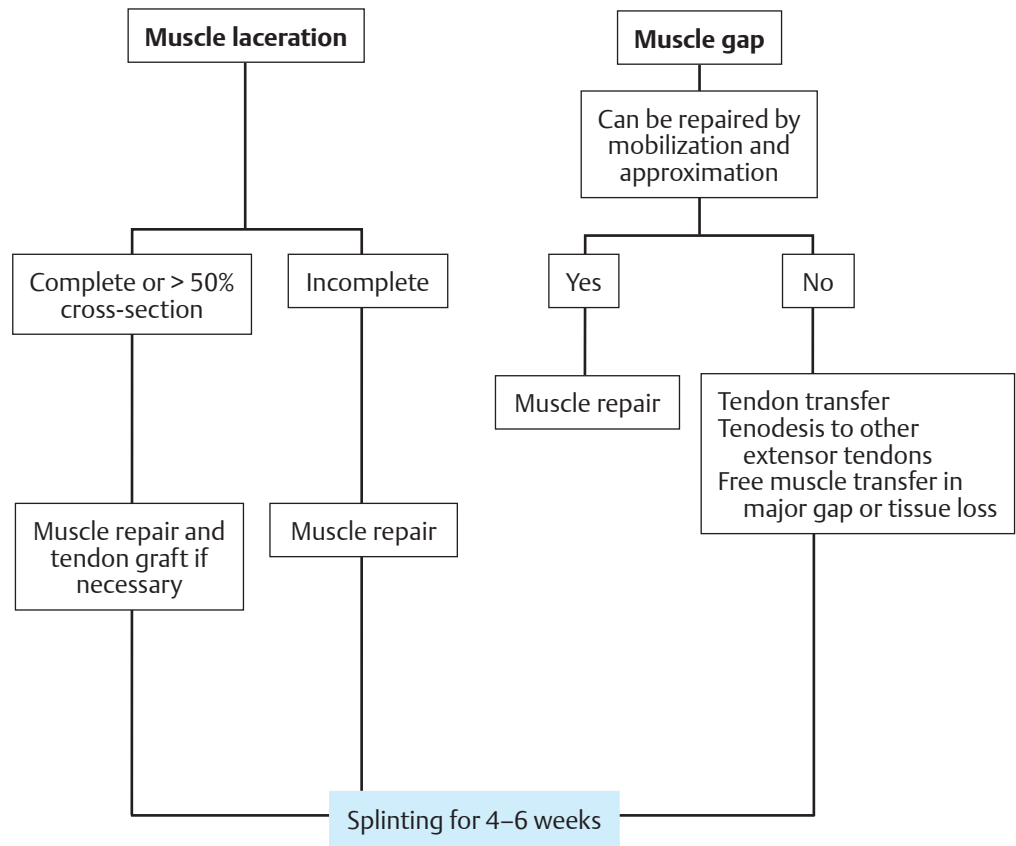 Muscle laceration
Complete or > 50%
cross-section
Incomplete
Muscle repair and
tendon graft if
necessary
Muscle repair
Muscle gap
Can be repaired by
mobilization and
approximation
Yes
No
Muscle repair
Tendon transfer
Tenodesis to other
extensor tendons
Free muscle transfer in
major gap or tissue loss
Splinting for 4–6 weeks